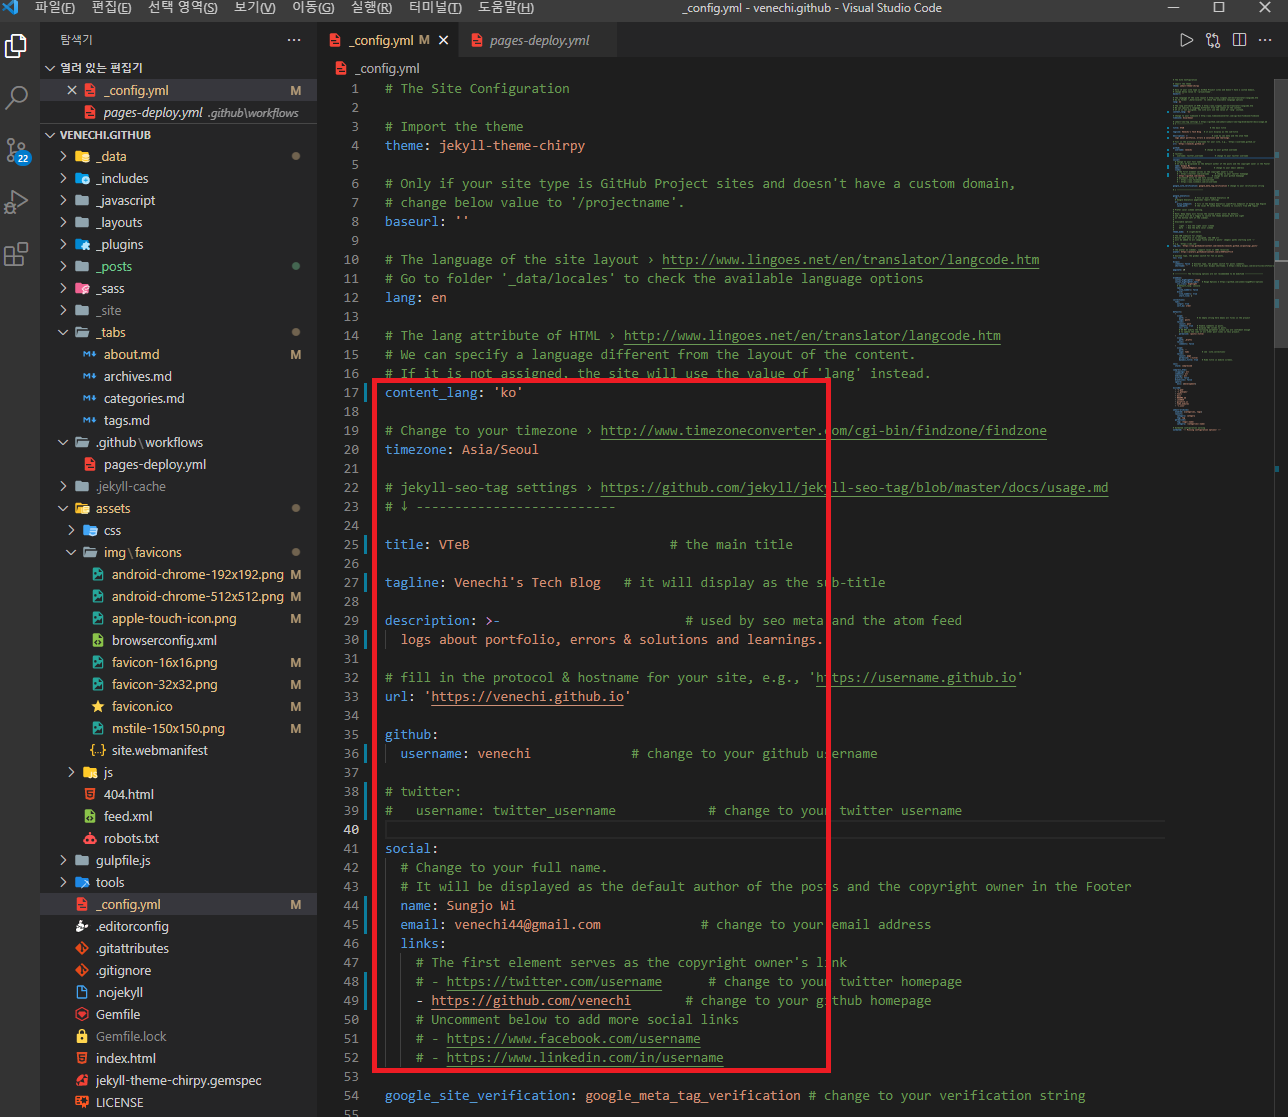 파일(F) 편집(E) 선택 영역(S) 보기(V) 이동(G) 실행(R) 터미널(T) 도움말(H) _config.yml - venechi.github - Visual Studio Code
탐색기 ···
열려 있는 편집기
_config.yml M
pages-deploy.yml .github\workflows
VENECHI.GITHUB
_data
_includes
_javascript
_layouts
_plugins
_posts
_sass
_site
_tabs
about.md M
archives.md
categories.md
tags.md
.github\workflows
pages-deploy.yml
.jekyll-cache
assets
css
img\favicons
android-chrome-192x192.png M
android-chrome-512x512.png M
apple-touch-icon.png M
browserconfig.xml
favicon-16x16.png M
favicon-32x32.png M
favicon.ico M
mstile-150x150.png M
site.webmanifest
js
404.html
feed.xml
robots.txt
gulpfile.js
tools
_config.yml M
.editorconfig
.gitattributes
.gitignore
.nojekyll
Gemfile
Gemfile.lock
index.html
jekyll-theme-chirpy.gemspec
LICENSE
22
_config.yml M
pages-deploy.yml
_config.yml
1 # The Site Configuration
2
3 # Import the theme
4 theme: jekyll-theme-chirpy
5
6 # Only if your site type is GitHub Project sites and doesn't have a custom domain,
7 # change below value to '/projectname'.
8 baseurl: ''
9
10 # The language of the site layout › http://www.lingoes.net/en/translator/langcode.htm
11 # Go to folder '_data/locales' to check the available language options
12 lang: en
13
14 # The lang attribute of HTML › http://www.lingoes.net/en/translator/langcode.htm
15 # We can specify a language different from the layout of the content.
16 # If it is not assigned, the site will use the value of 'lang' instead.
17 content_lang: 'ko'
18
19 # Change to your timezone › http://www.timezoneconverter.com/cgi-bin/findzone/findzone
20 timezone: Asia/Seoul
21
22 # jekyll-seo-tag settings › https://github.com/jekyll/jekyll-seo-tag/blob/master/docs/usage.md
23 # ↓ --------------------------
24
25 title: VTeB # the main title
26
27 tagline: Venechi's Tech Blog # it will display as the sub-title
28
29 description: >- # used by seo meta and the atom feed
30 logs about portfolio, errors & solutions and learnings.
31
32 # fill in the protocol & hostname for your site, e.g., 'https://username.github.io'
33 url: 'https://venechi.github.io'
34
35 github:
36 username: venechi # change to your github username
37
38 # twitter:
39 # username: twitter_username # change to your twitter username
40
41 social:
42 # Change to your full name.
43 # It will be displayed as the default author of the posts and the copyright owner in the Footer
44 name: Sungjo Wi
45 email: venechi44@gmail.com # change to your email address
46 links:
47 # The first element serves as the copyright owner's link
48 # - https://twitter.com/username # change to your twitter homepage
49 - https://github.com/venechi # change to your github homepage
50 # Uncomment below to add more social links
51 # - https://www.facebook.com/username
52 # - https://www.linkedin.com/in/username
53
54 google_site_verification: google_meta_tag_verification # change to your verification string
55